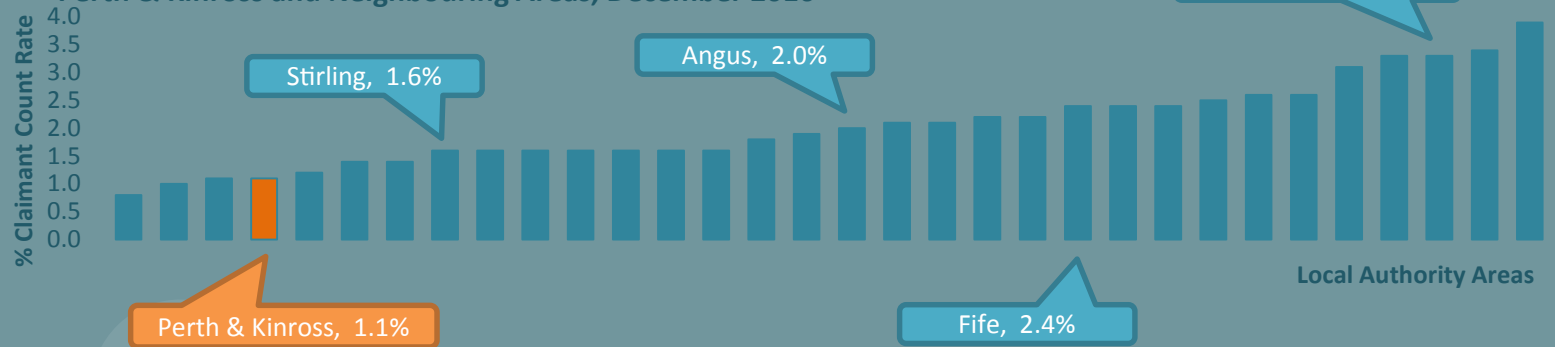 4.0
3.5
3.0
2.5
2.0
1.5
1.0
0.5
0.0
% Claimant Count Rate
Stirling, 1.6%
Angus, 2.0%
Perth & Kinross, 1.1%
Fife, 2.4%
Local Authority Areas